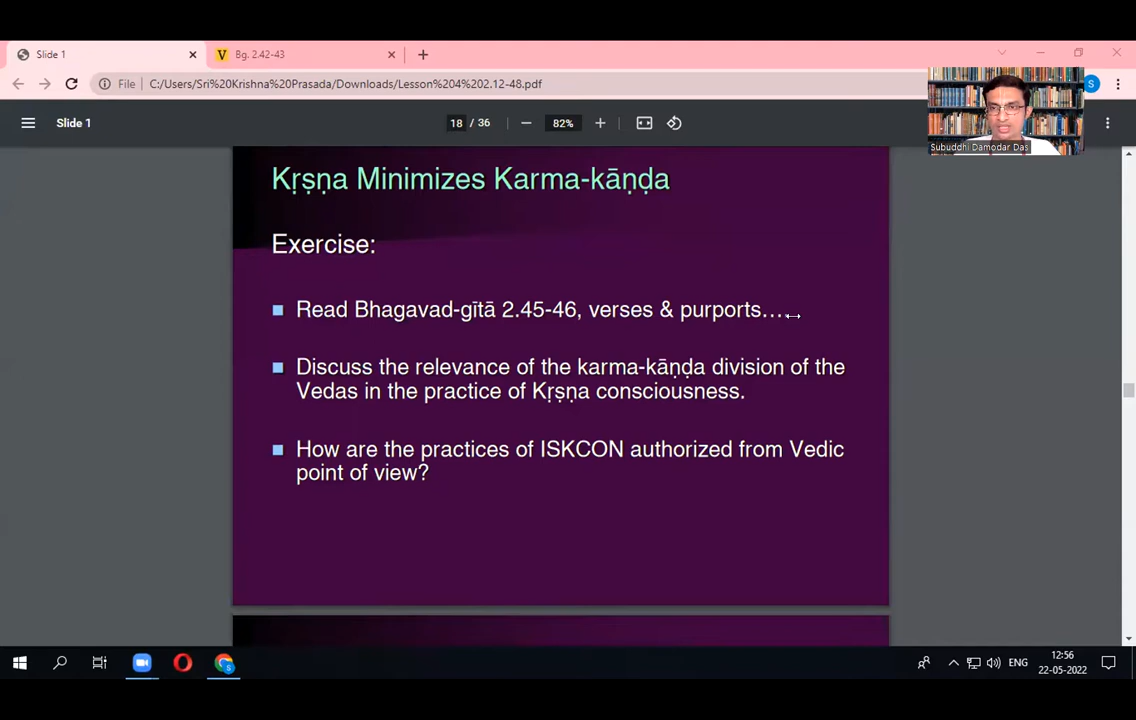 Slide 1
Bg. 2.42-43
File
C:/Users/Sri%20Krishna%20Prasada/Downloads/Lesson%204%202.12-48.pdf
S
Slide 1
18 / 36
82%
Subuddhi Damodar Das
Kṛṣṇa Minimizes Karma-kāṇḍa
Exercise:
Read Bhagavad-gītā 2.45-46, verses & purports….
Discuss the relevance of the karma-kāṇḍa division of the
Vedas in the practice of Kṛṣṇa consciousness.
How are the practices of ISKCON authorized from Vedic
point of view?
ENG
12:56
22-05-2022